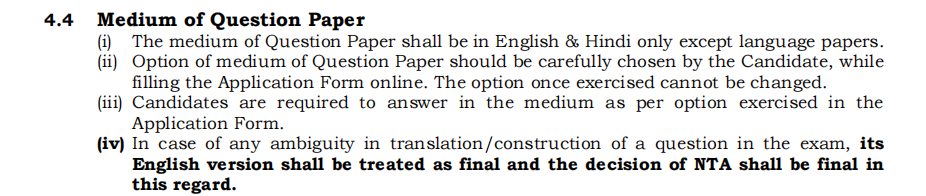 4.4 Medium of Question Paper
(i) The medium of Question Paper shall be in English & Hindi only except language papers.
(ii) Option of medium of Question Paper should be carefully chosen by the Candidate, while
filling the Application Form online. The option once exercised cannot be changed.
(iii) Candidates are required to answer in the medium as per option exercised in the
Application Form.
(iv) In case of any ambiguity in translation/construction of a question in the exam, its
English version shall be treated as final and the decision of NTA shall be final in
this regard.